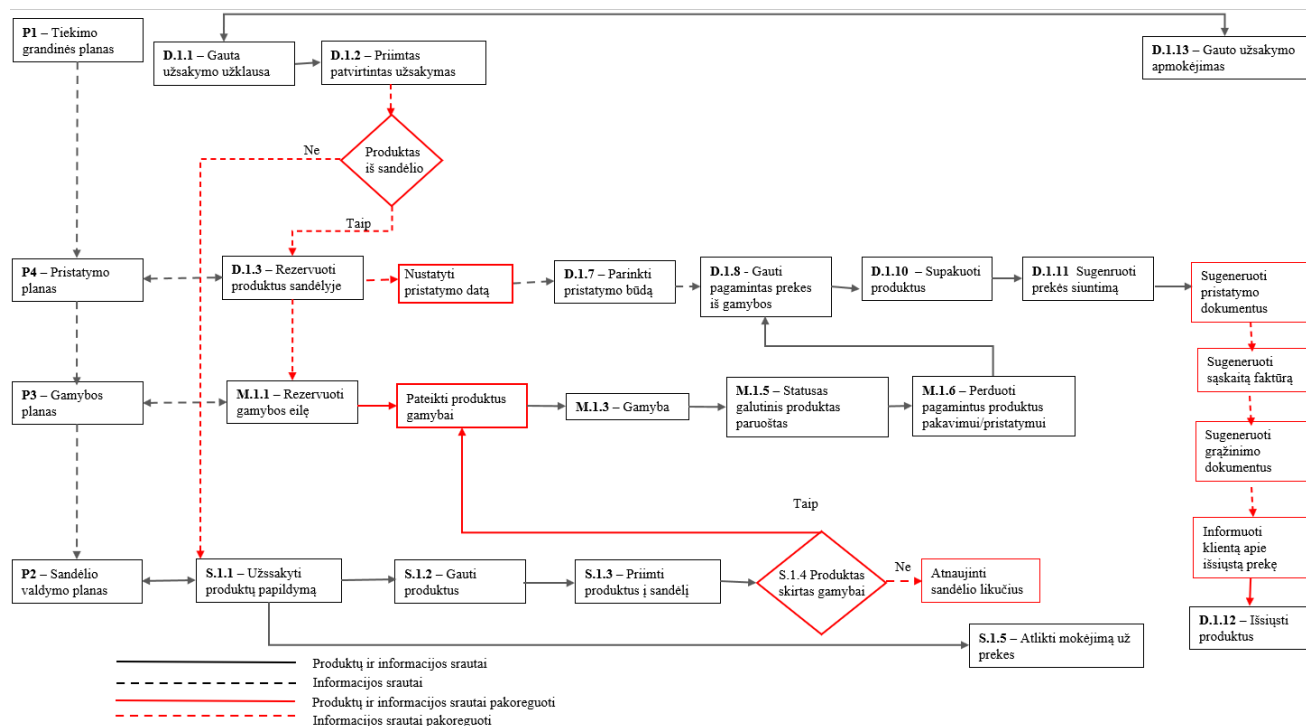 P1 – Tiekimo
grandinės planas
D.1.1 – Gauta
užsakymo užklausa
D.1.2 – Priimtas
patvirtintas užsakymas
D.1.13 – Gauto užsakymo
apmokėjimas
Ne
Produktas
iš sandėlio
Taip
P4 – Pristatymo
planas
D.1.3 – Rezervuoti
produktus sandėlyje
Nustatyti
pristatymo datą
D.1.7 – Parinkti
pristatymo būdą
D.1.8 - Gauti
pagamintas prekes
iš gamybos
D.1.10 – Supakuoti
produktus
D.1.11 Sugenruoti
prekės siuntimą
Sugeneruoti
pristatymo
dokumentus
Sugeneruoti
sąskaitą faktūrą
P3 – Gamybos
planas
M.1.1 – Rezervuoti
gamybos eilę
Pateikti produktus
gamybai
M.1.3 – Gamyba
M.1.5 – Statusas
galutinis produktas
paruoštas
M.1.6 – Perduoti
pagamintus produktus
pakavimui/pristatymui
Sugeneruoti
grąžinimo
dokumentus
Taip
Informuoti
klientą apie
išsiųstą prekę
P2 – Sandėlio
valdymo planas
S.1.1 – Užssakyti
produktų papildymą
S.1.2 – Gauti
produktus
S.1.3 – Priimti
produktus į sandėlį
S.1.4 Produktas
skirtas gamybai
Ne
Atnaujinti
sandėlio likučius
D.1.12 – Išsiųsti
produktus
S.1.5 – Atlikti mokėjimą už
prekes
Produktų ir informacijos srautai
Informacijos srautai
Produktų ir informacijos srautai pakoreguoti
Informacijos srautai pakoreguoti